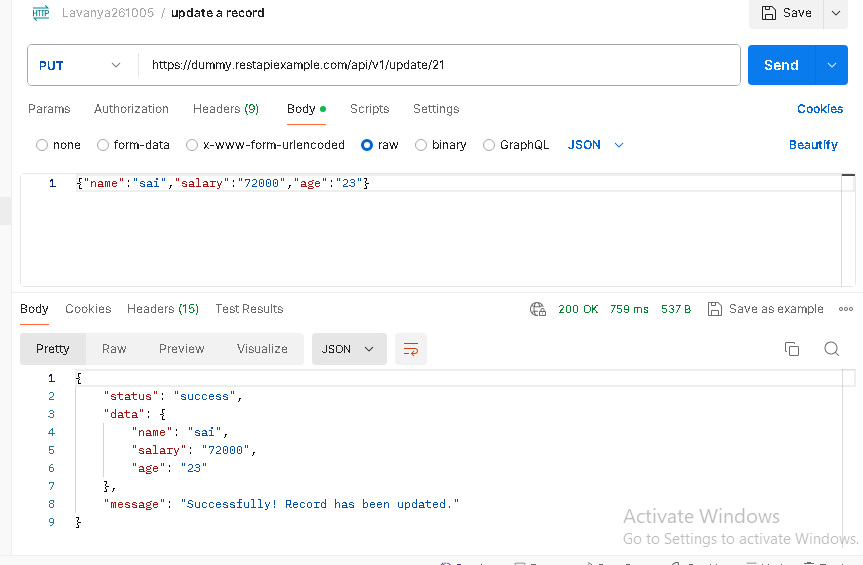 HTTP Lavanya261005 / update a record Save
PUT https://dummy.restapiexample.com/api/v1/update/21 Send
Params Authorization Headers (9) Body Scripts Settings Cookies
none form-data x-www-form-urlencoded raw binary GraphQL JSON Beautify
1 {"name":"sai","salary":"72000","age":"23"}
Body Cookies Headers (15) Test Results 200 OK 759 ms 537 B Save as example
Pretty Raw Preview Visualize JSON
1 {
2 "status": "success",
3 "data": {
4 "name": "sai",
5 "salary": "72000",
6 "age": "23"
7 },
8 "message": "Successfully! Record has been updated."
9 }
Activate Windows
Go to Settings to activate Windows.